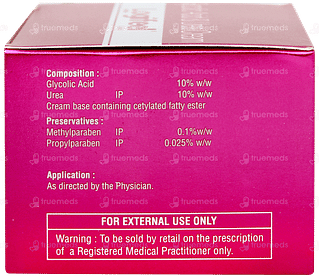 Composition :
Glycolic Acid 10% w/w
Urea IP 10% w/w
Cream base containing cetylated fatty ester
Preservatives :
Methylparaben IP 0.1%w/w
Propylparaben IP 0.025% w/w
Application :
As directed by the Physician.
FOR EXTERNAL USE ONLY
Warning : To be sold by retail on the prescription
of a Registered Medical Practitioner only.
truemeds